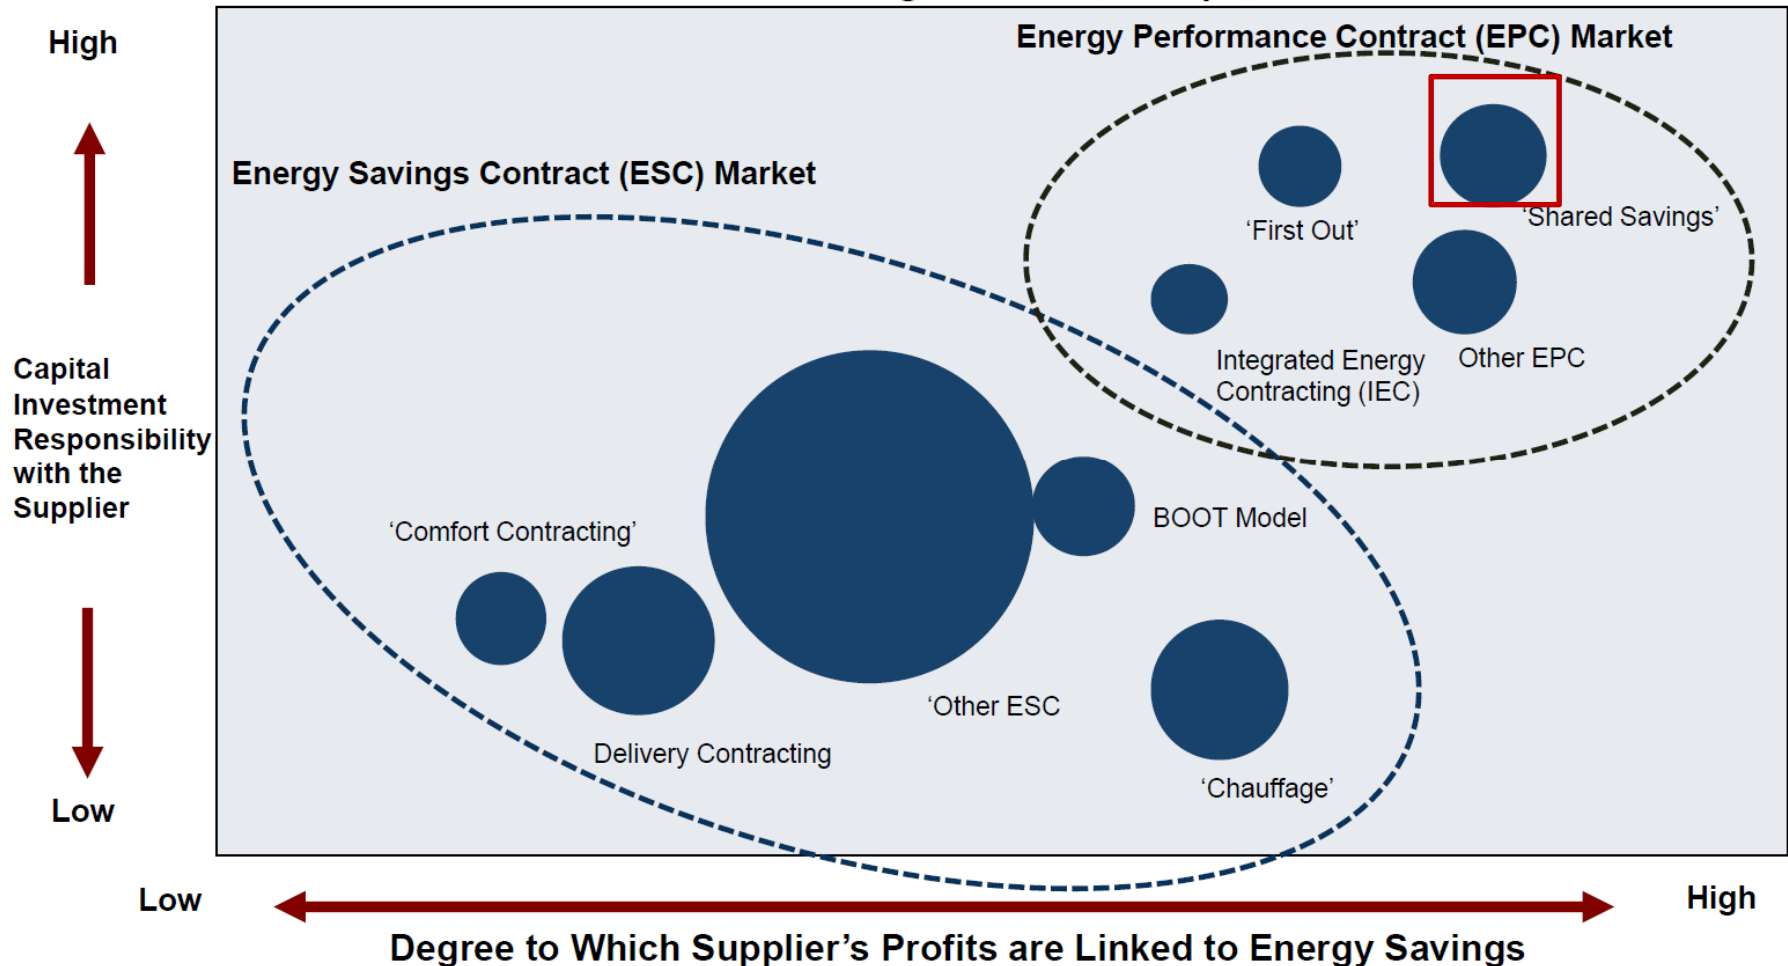 High
Energy Performance Contract (EPC) Market
Energy Savings Contract (ESC) Market
‘First Out’
‘Shared Savings’
Integrated Energy
Contracting (IEC)
Other EPC
Capital
Investment
Responsibility
with the
Supplier
‘Comfort Contracting’
BOOT Model
‘Other ESC
Delivery Contracting
‘Chauffage’
Low
Low
High
Degree to Which Supplier’s Profits are Linked to Energy Savings